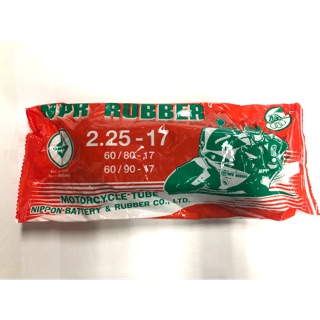 NPR RUBBER
2.25-17
60/80-17
60/90-17
MOTORCYCLE TUBE
NIPPON BATTERY & RUBBER CO., LTD.